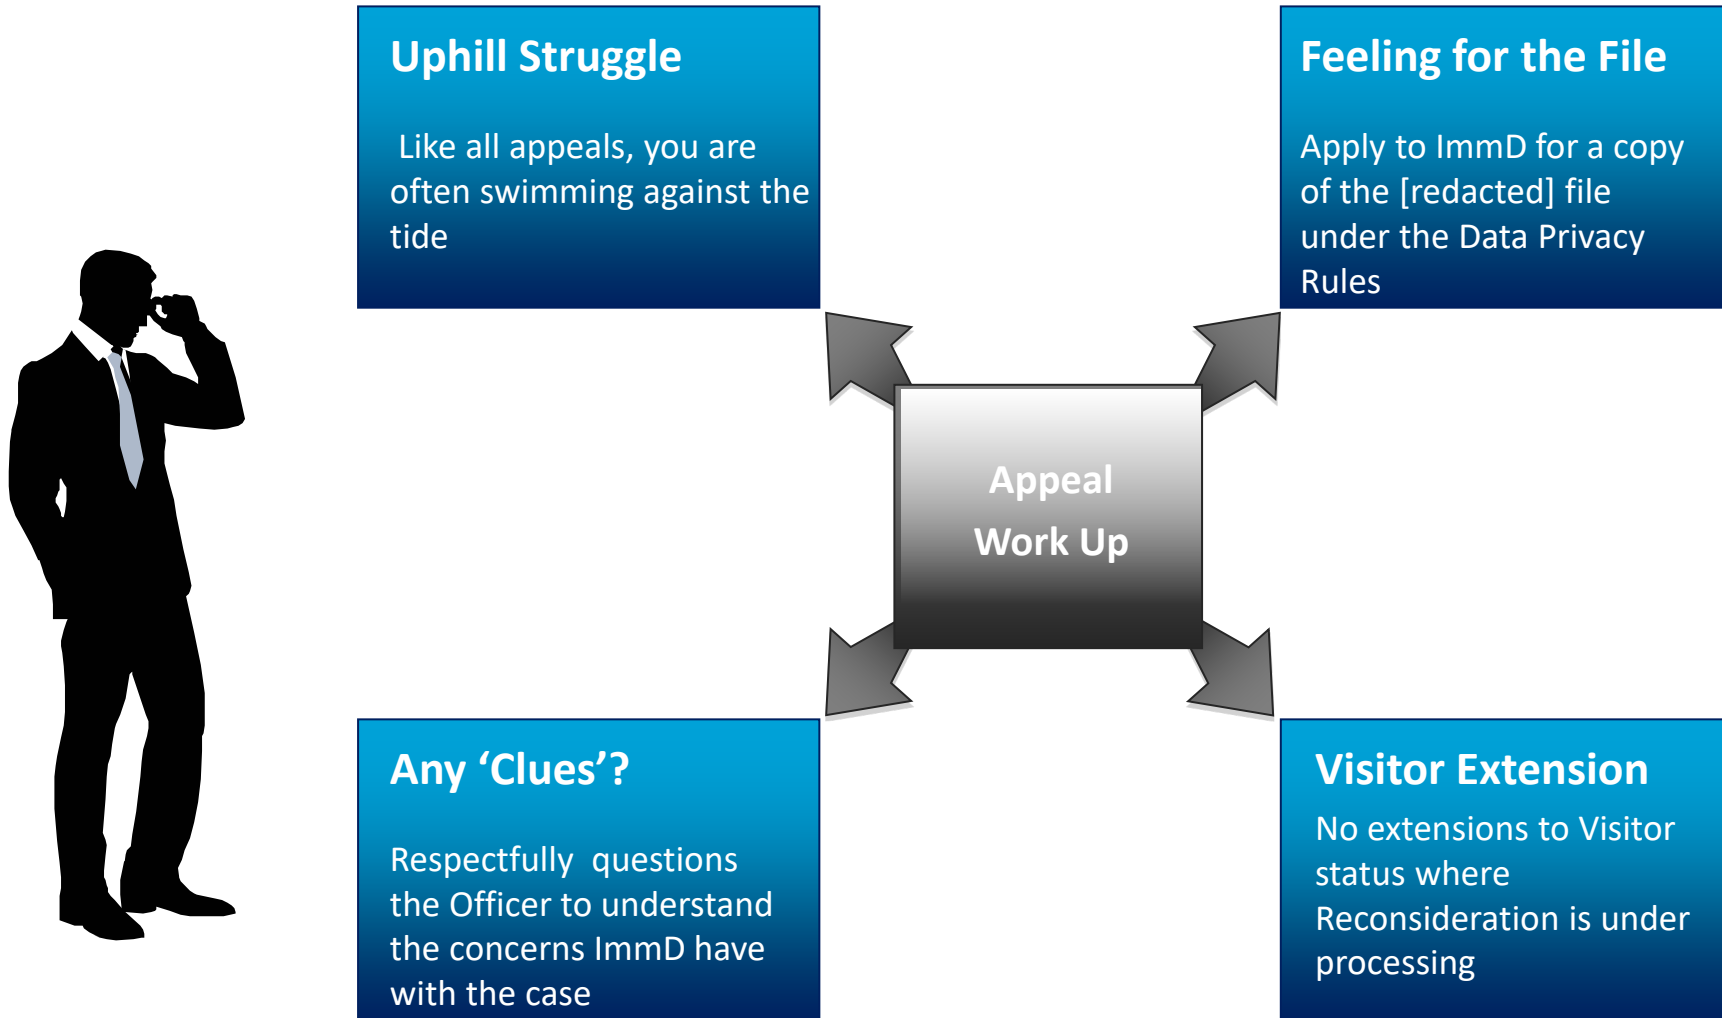 Uphill Struggle
Like all appeals, you are
often swimming against the
tide
Feeling for the File
Apply to ImmD for a copy
of the [redacted] file
under the Data Privacy
Rules
Appeal
Work Up
Any ‘Clues’?
Respectfully  questions
the Officer to understand
the concerns ImmD have
with the case
Visitor Extension
No extensions to Visitor
status where
Reconsideration is under
processing